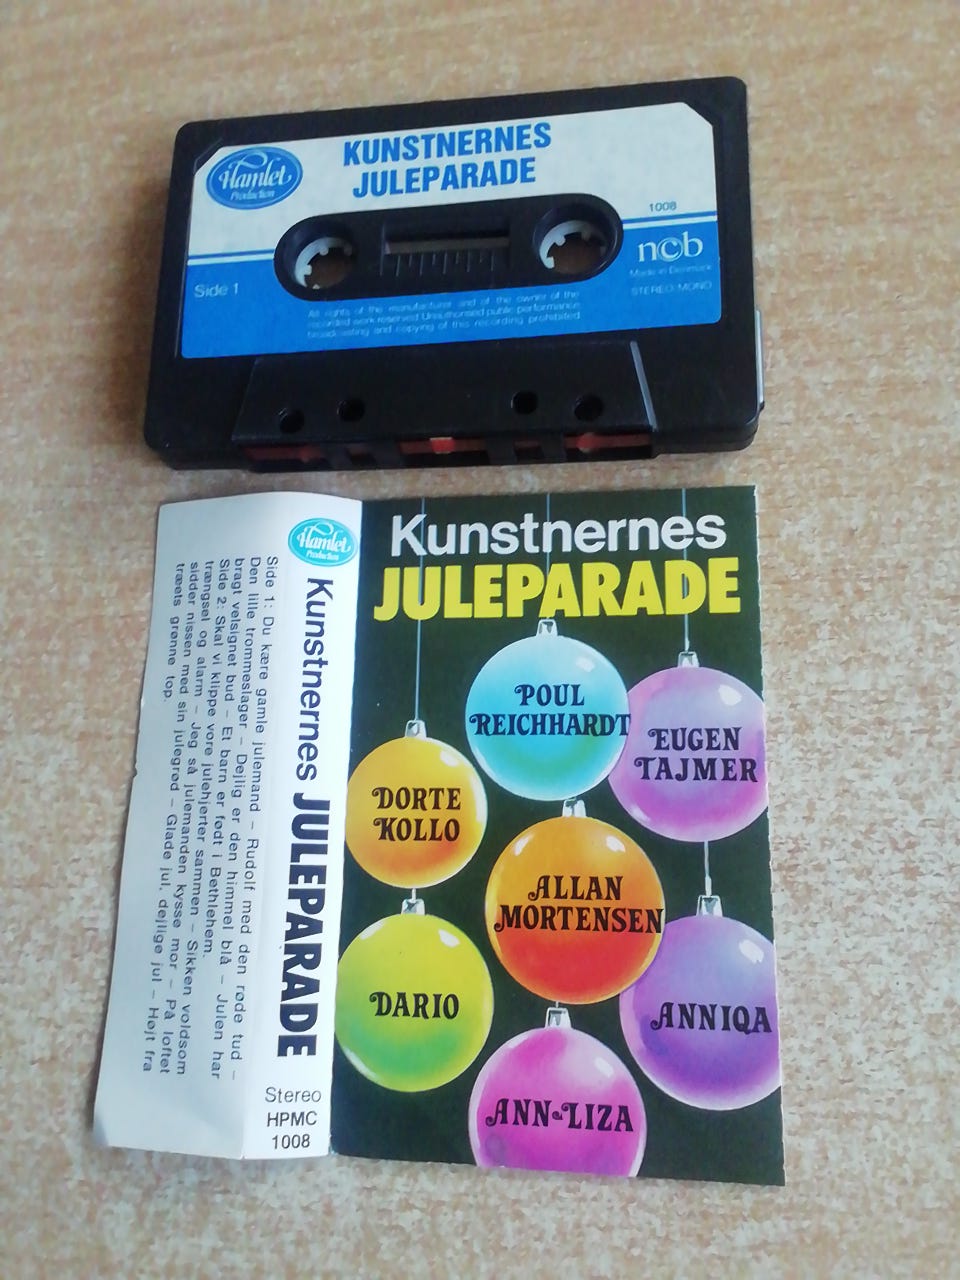 Hamlet
Production
KUNSTNERNES
JULEPARADE
1008
ncb
Made in Denmark
STEREO/MONO
Side 1
All rights of the manufacturer and of the owner of the
recorded work reserved Unauthorised public performance
broadcasting and copying of this recording prohibited
Kunstnernes
JULEPARADE
POUL
REICHHARDT
EUGEN
TAJMER
DORTE
KOLLO
ALLAN
MORTENSEN
DARIO
ANNIQA
ANN-LIZA
Hamlet
Production
Kunstnernes JULEPARADE
Stereo
HPMC
1008
Side 1: Du kære gamle julemand – Rudolf med den røde tud –
Den lille trommeslager – Dejlig er den himmel blå – Julen har
bragt velsignet bud – Et barn er født i Bethlehem.
Side 2: Skal vi klippe vore julehjerter sammen – Sikken voldsom
trængsel og alarm – Jeg så julemanden kysse mor – På loftet
sidder nissen med sin julegrød – Glade jul, dejlige jul – Højt fra
træets grønne top.